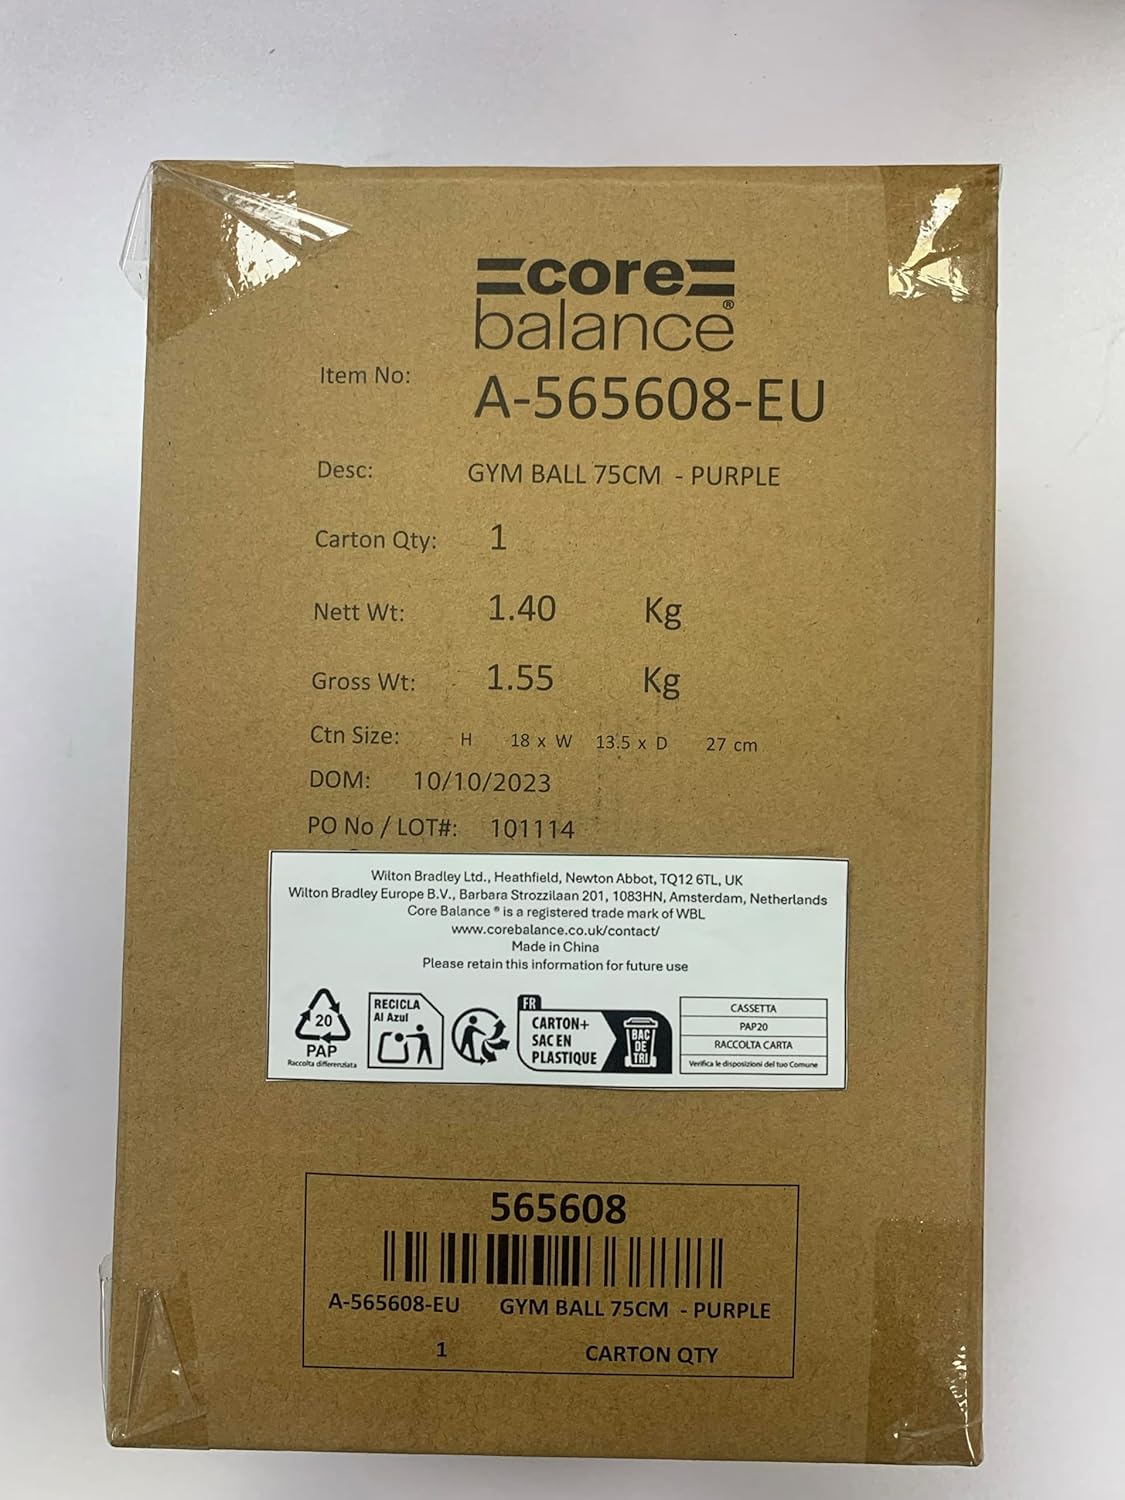 core
balance®
Item No: A-565608-EU
Desc: GYM BALL 75CM - PURPLE
Carton Qty: 1
Nett Wt: 1.40 Kg
Gross Wt: 1.55 Kg
Ctn Size: H 18 x W 13.5 x D 27 cm
DOM: 10/10/2023
PO No / LOT#: 101114
Wilton Bradley Ltd., Heathfield, Newton Abbot, TQ12 6TL, UK
Wilton Bradley Europe B.V., Barbara Strozzilaan 201, 1083HN, Amsterdam, Netherlands
Core Balance ® is a registered trade mark of WBL
www.corebalance.co.uk/contact/
Made in China
Please retain this information for future use
20
PAP
Raccolta differenziata
RECICLA
Al Azul
FR
CARTON+
SAC EN
PLASTIQUE
BAC
DE
TRI
CASSETTA
PAP20
RACCOLTA CARTA
Verifica le disposizioni del tuo Comune
565608
A-565608-EU GYM BALL 75CM - PURPLE
1 CARTON QTY